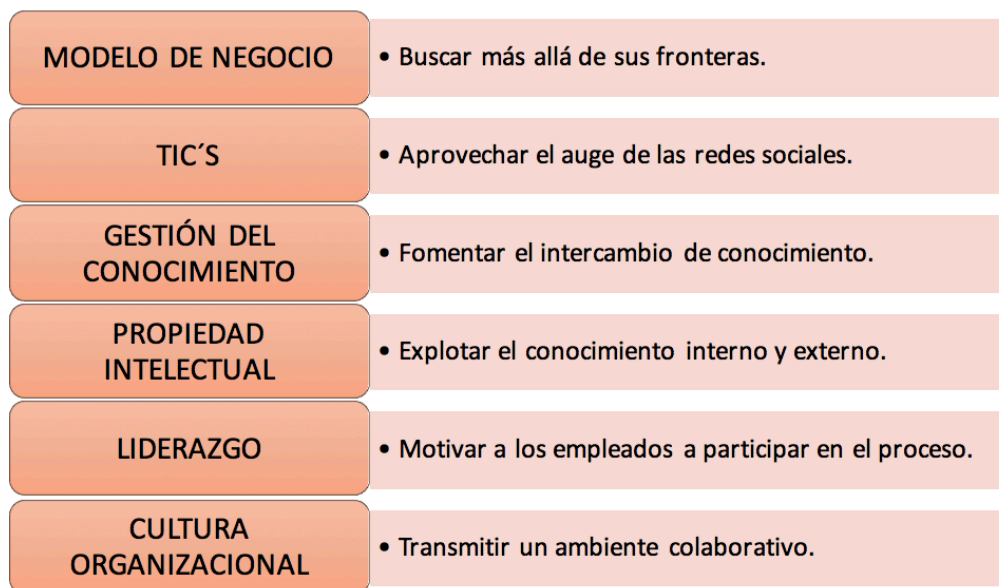 MODELO DE NEGOCIO
• Buscar más allá de sus fronteras.
TIC´S
• Aprovechar el auge de las redes sociales.
GESTIÓN DEL
CONOCIMIENTO
• Fomentar el intercambio de conocimiento.
PROPIEDAD
INTELECTUAL
• Explotar el conocimiento interno y externo.
LIDERAZGO
• Motivar a los empleados a participar en el proceso.
CULTURA
ORGANIZACIONAL
• Transmitir un ambiente colaborativo.